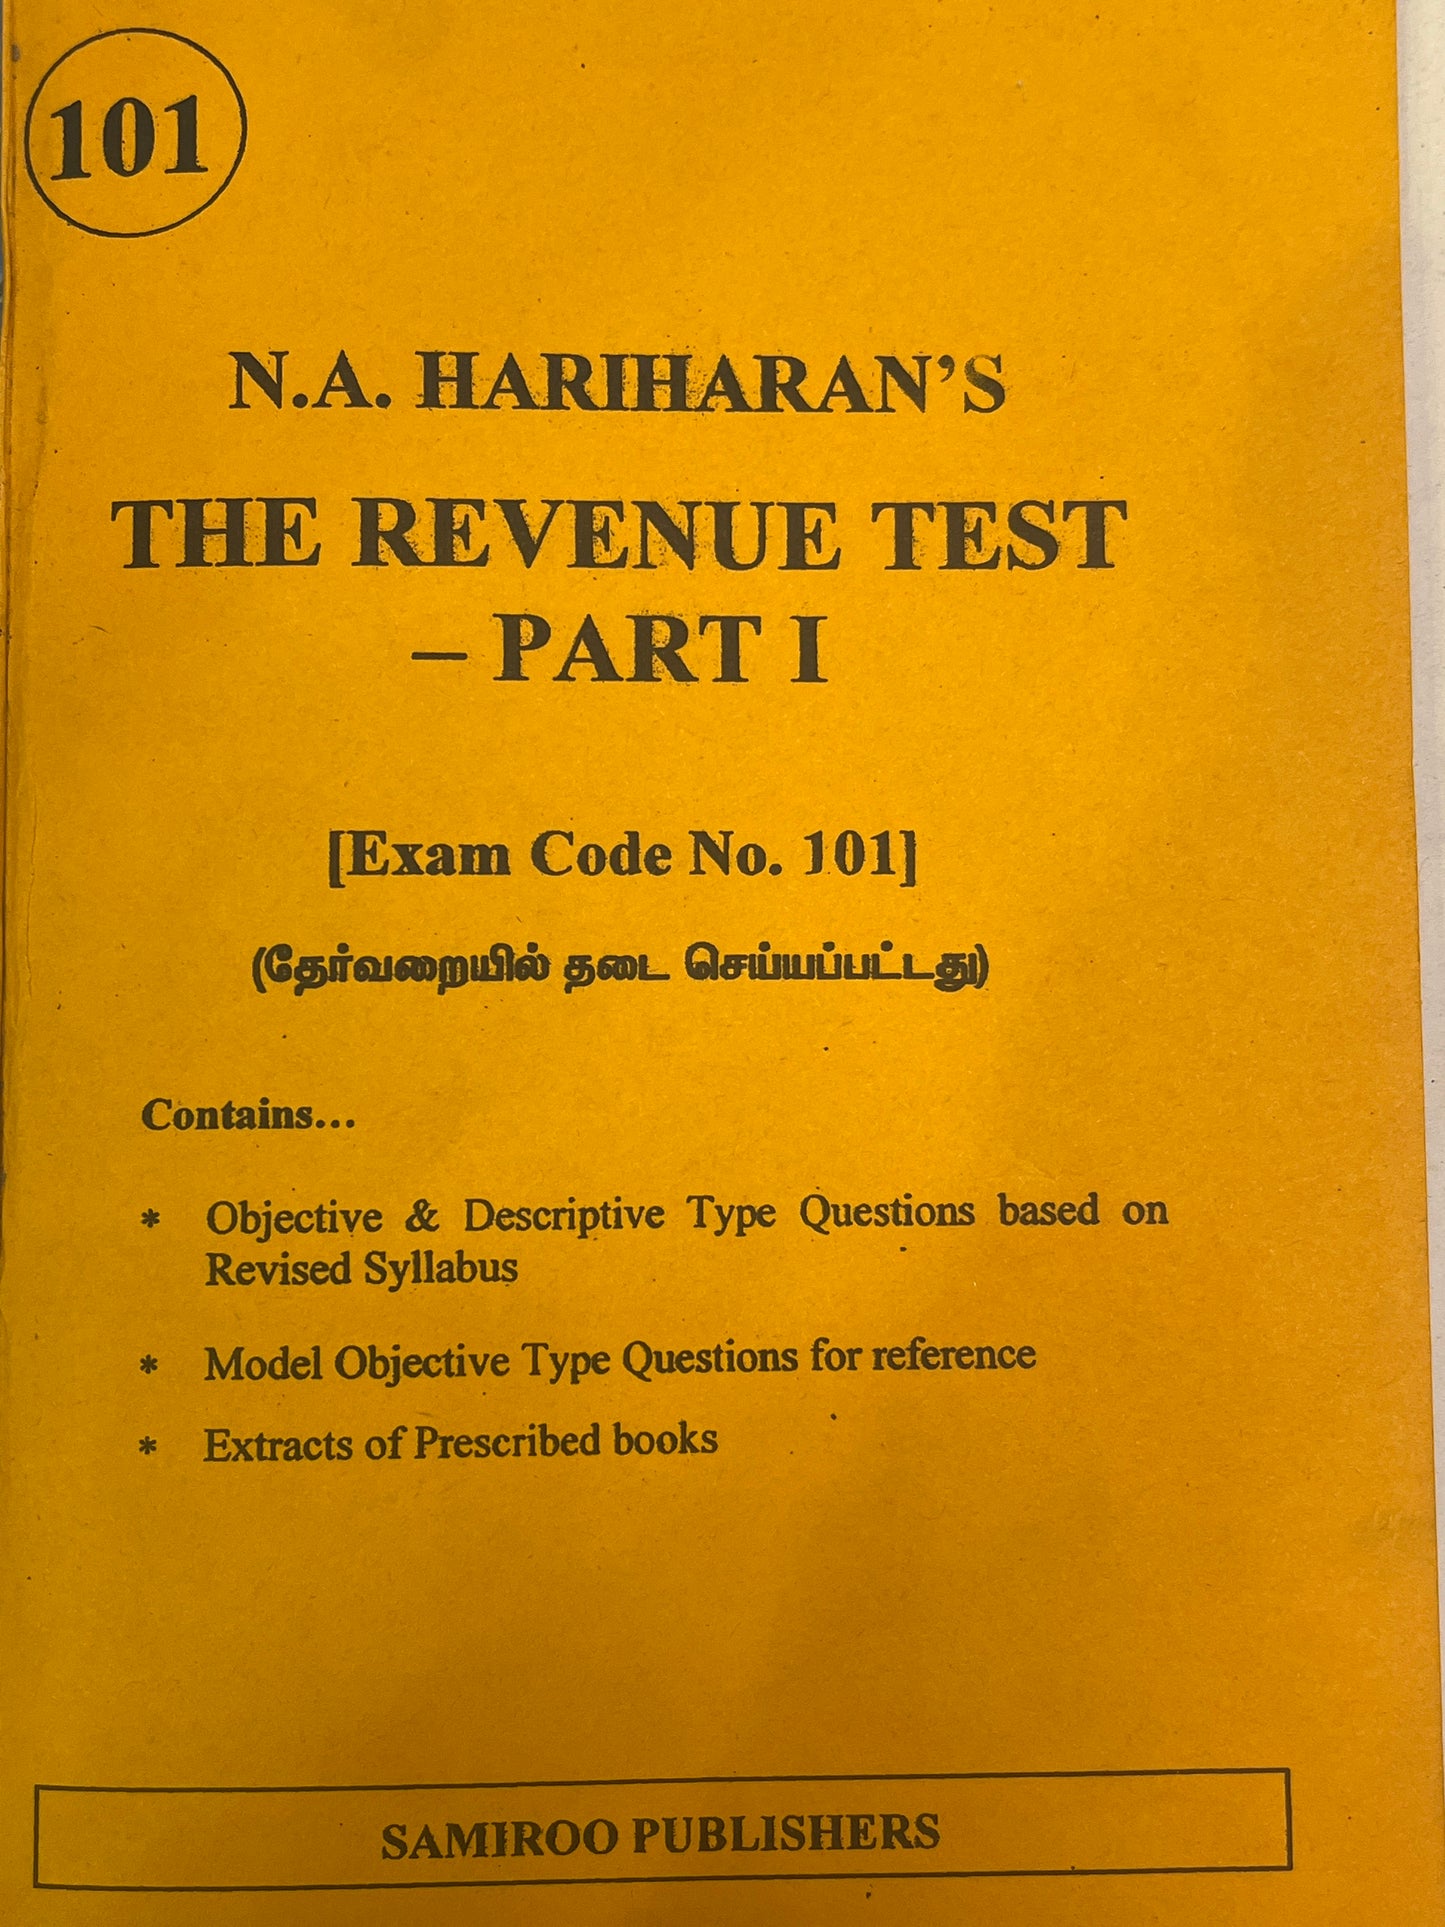 101
N.A. HARIHARAN'S
THE REVENUE TEST
– PART I
[Exam Code No. 101]
(தேர்வறையில் தடை செய்யப்பட்டது)
Contains...
* Objective & Descriptive Type Questions based on
Revised Syllabus
* Model Objective Type Questions for reference
* Extracts of Prescribed books
SAMIROO PUBLISHERS